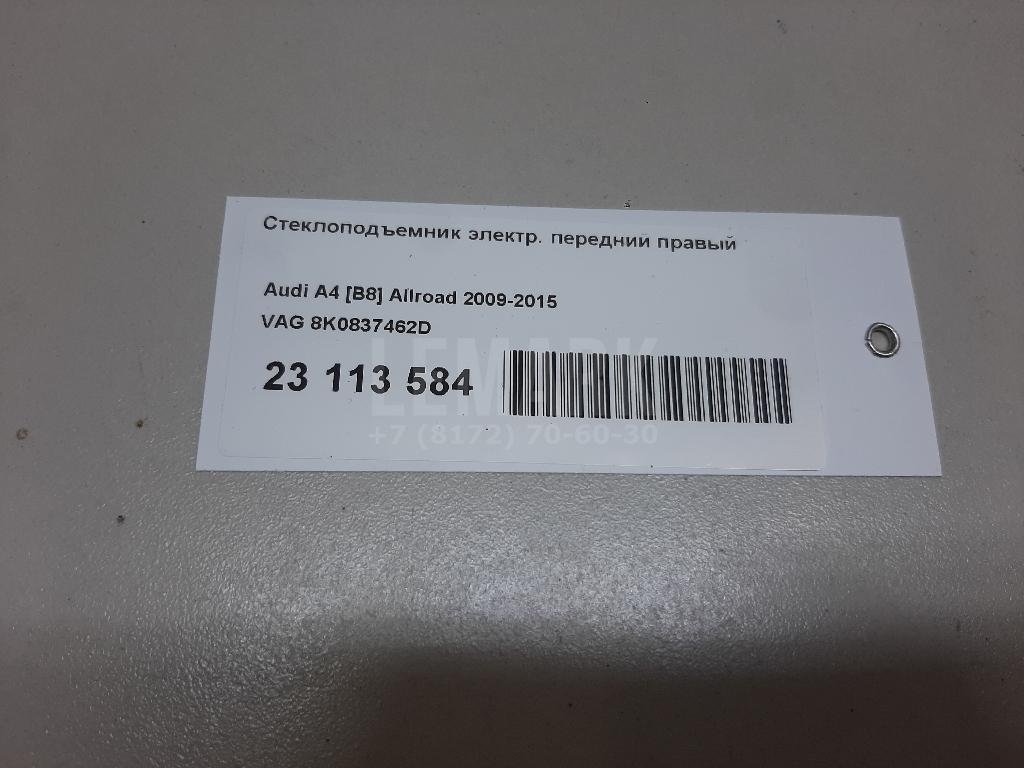 Стеклоподъемник электр. передний правый
Audi A4 [B8] Allroad 2009-2015
VAG 8K0837462D
23 113 584
LEMARK
+7 (8172) 70-60-30